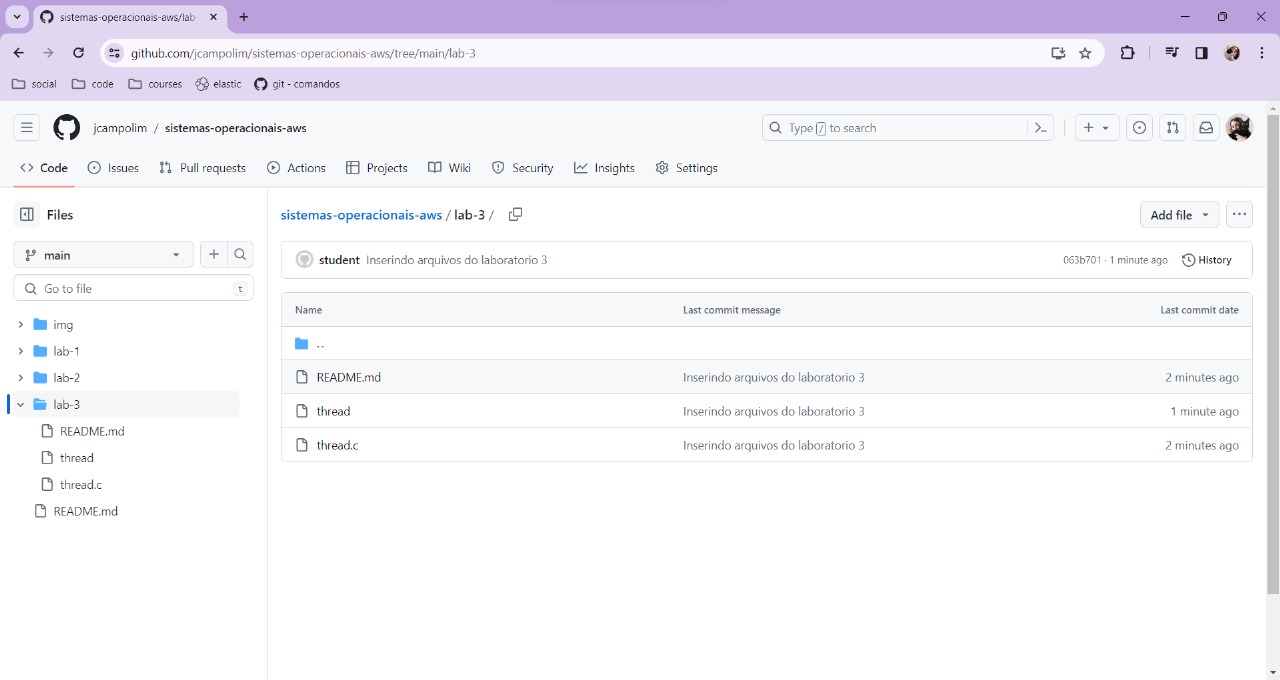 sistemas-operacionais-aws/lab-
github.com/jcampolim/sistemas-operacionais-aws/tree/main/lab-3
social code courses elastic git - comandos
jcampolim / sistemas-operacionais-aws
Type / to search
Code Issues Pull requests Actions Projects Wiki Security Insights Settings
Files
main
Go to file t
img
lab-1
lab-2
lab-3
README.md
thread
thread.c
README.md
sistemas-operacionais-aws / lab-3 /
Add file
student Inserindo arquivos do laboratorio 3
063b701 · 1 minute ago History
Name Last commit message Last commit date
..
README.md Inserindo arquivos do laboratorio 3 2 minutes ago
thread Inserindo arquivos do laboratorio 3 1 minute ago
thread.c Inserindo arquivos do laboratorio 3 2 minutes ago